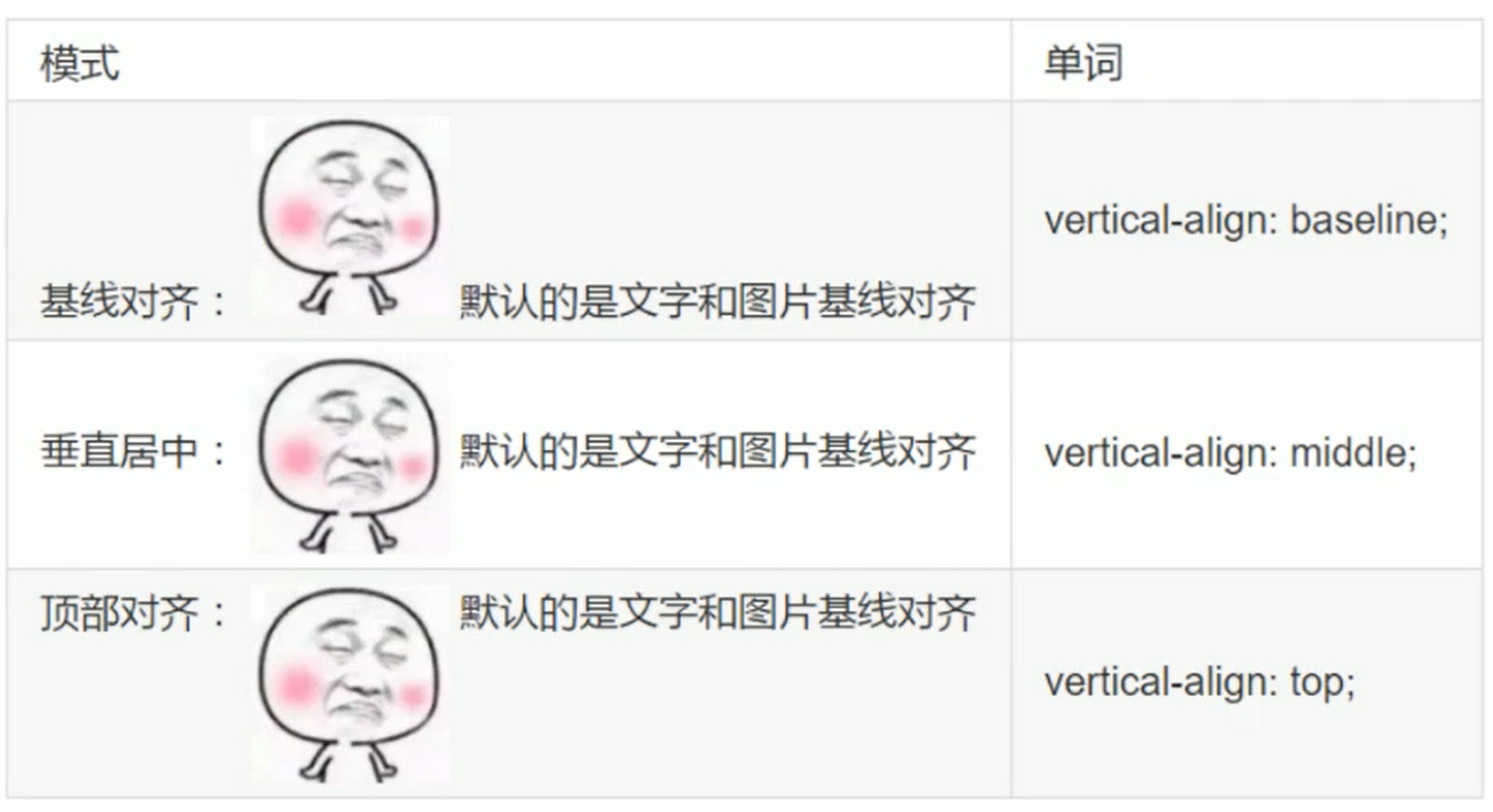 模式 单词
基线对齐： 默认的是文字和图片基线对齐 vertical-align: baseline;
垂直居中： 默认的是文字和图片基线对齐 vertical-align: middle;
顶部对齐： 默认的是文字和图片基线对齐 vertical-align: top;